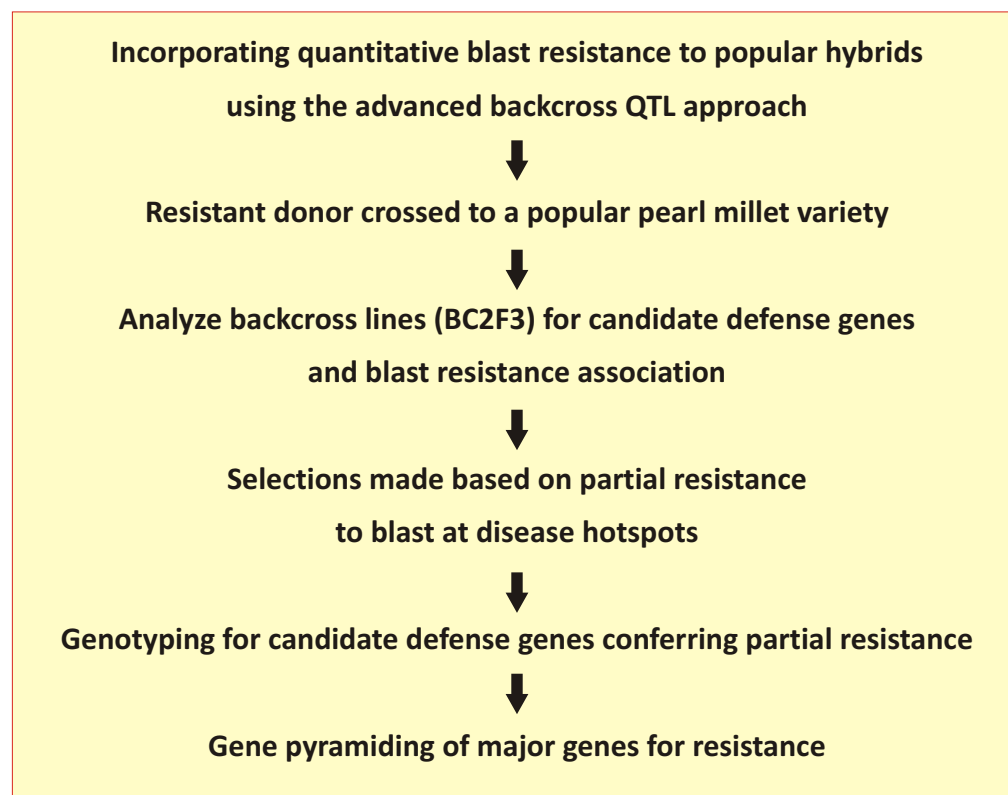 Incorporating quantitative blast resistance to popular hybrids
using the advanced backcross QTL approach
Resistant donor crossed to a popular pearl millet variety
Analyze backcross lines (BC2F3) for candidate defense genes
and blast resistance association
Selections made based on partial resistance
to blast at disease hotspots
Genotyping for candidate defense genes conferring partial resistance
Gene pyramiding of major genes for resistance